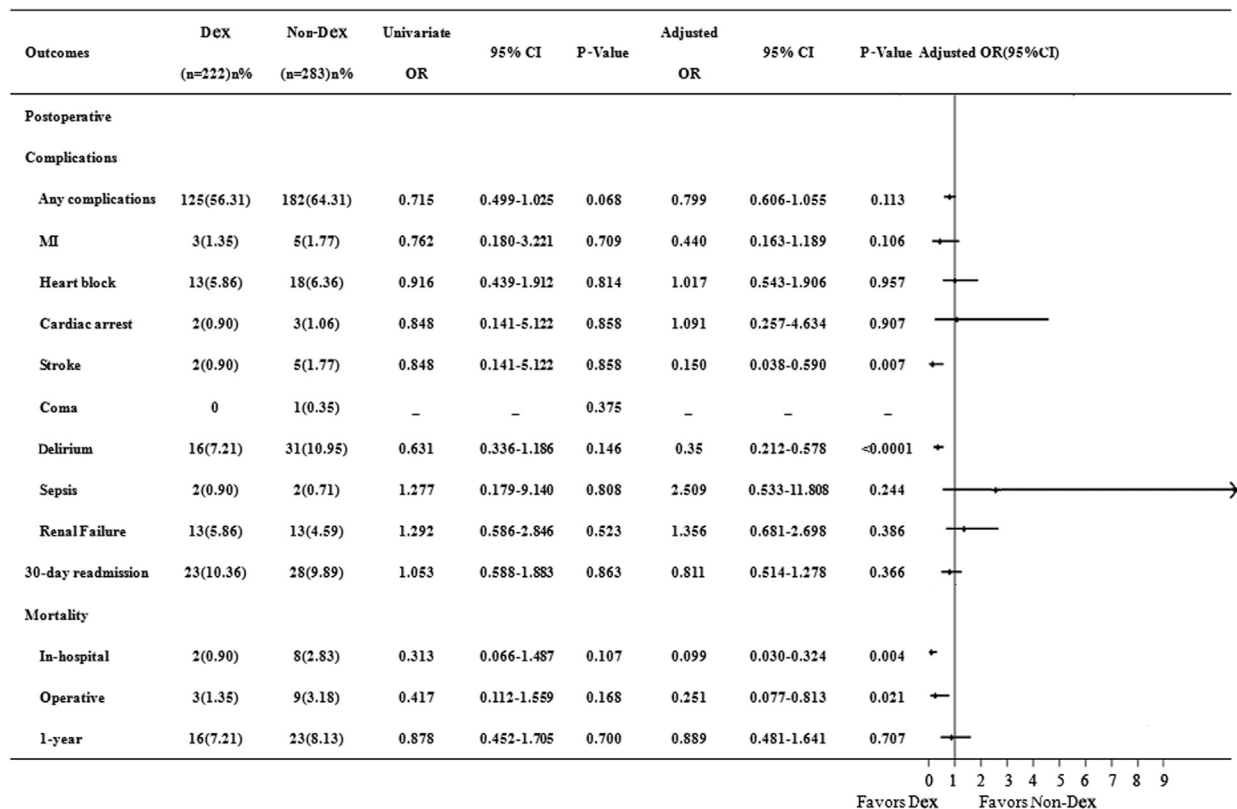 Outcomes Dex (n=222)n% Non-Dex (n=283)n% Univariate OR 95% CI P-Value Adjusted OR 95% CI P-Value Adjusted OR(95%CI)
Postoperative
Complications
Any complications 125(56.31) 182(64.31) 0.715 0.499-1.025 0.068 0.799 0.606-1.055 0.113
MI 3(1.35) 5(1.77) 0.762 0.180-3.221 0.709 0.440 0.163-1.189 0.106
Heart block 13(5.86) 18(6.36) 0.916 0.439-1.912 0.814 1.017 0.543-1.906 0.957
Cardiac arrest 2(0.90) 3(1.06) 0.848 0.141-5.122 0.858 1.091 0.257-4.634 0.907
Stroke 2(0.90) 5(1.77) 0.848 0.141-5.122 0.858 0.150 0.038-0.590 0.007
Coma 0 1(0.35) – – 0.375 – – –
Delirium 16(7.21) 31(10.95) 0.631 0.336-1.186 0.146 0.35 0.212-0.578 <0.0001
Sepsis 2(0.90) 2(0.71) 1.277 0.179-9.140 0.808 2.509 0.533-11.808 0.244
Renal Failure 13(5.86) 13(4.59) 1.292 0.586-2.846 0.523 1.356 0.681-2.698 0.386
30-day readmission 23(10.36) 28(9.89) 1.053 0.588-1.883 0.863 0.811 0.514-1.278 0.366
Mortality
In-hospital 2(0.90) 8(2.83) 0.313 0.066-1.487 0.107 0.099 0.030-0.324 0.004
Operative 3(1.35) 9(3.18) 0.417 0.112-1.559 0.168 0.251 0.077-0.813 0.021
1-year 16(7.21) 23(8.13) 0.878 0.452-1.705 0.700 0.889 0.481-1.641 0.707
0 1 2 3 4 5 6 7 8 9
Favors Dex Favors Non-Dex